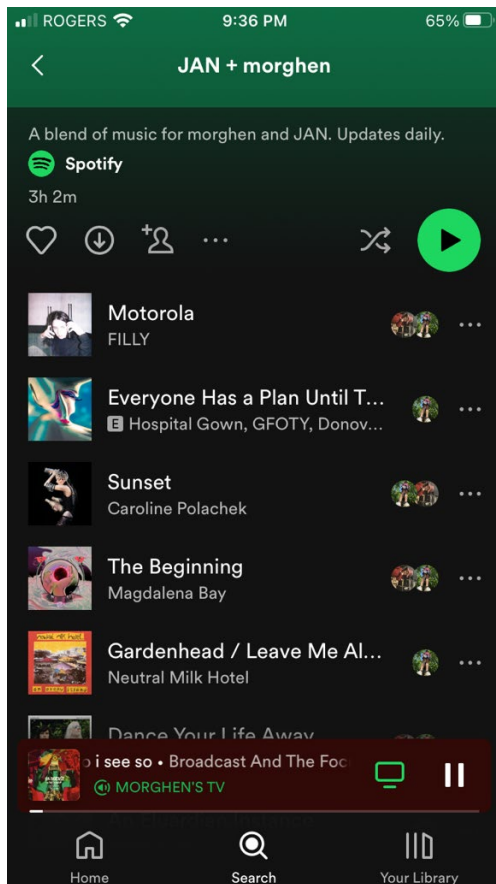 ROGERS 9:36 PM 65%
JAN + morghen
A blend of music for morghen and JAN. Updates daily.
Spotify
3h 2m
Motorola
FILLY
Everyone Has a Plan Until T...
E Hospital Gown, GFOTY, Donov...
Sunset
Caroline Polachek
The Beginning
Magdalena Bay
Gardenhead / Leave Me Al...
Neutral Milk Hotel
Dance Your Life Away
i see so • Broadcast And The Foc
MORGHEN'S TV
An Eluardian Instance
Home Search Your Library